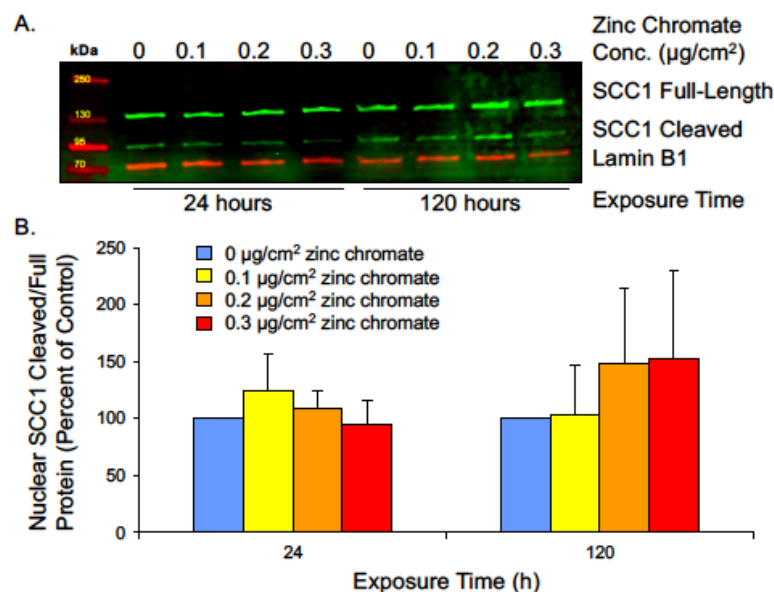 A.
kDa 0 0.1 0.2 0.3 0 0.1 0.2 0.3
Zinc Chromate
Conc. (µg/cm²)
250
130
95
70
SCC1 Full-Length
SCC1 Cleaved
Lamin B1
24 hours 120 hours
Exposure Time
B.
Nuclear SCC1 Cleaved/Full
Protein (Percent of Control)
250
200
150
100
50
0
0 µg/cm² zinc chromate
0.1 µg/cm² zinc chromate
0.2 µg/cm² zinc chromate
0.3 µg/cm² zinc chromate
24 120
Exposure Time (h)